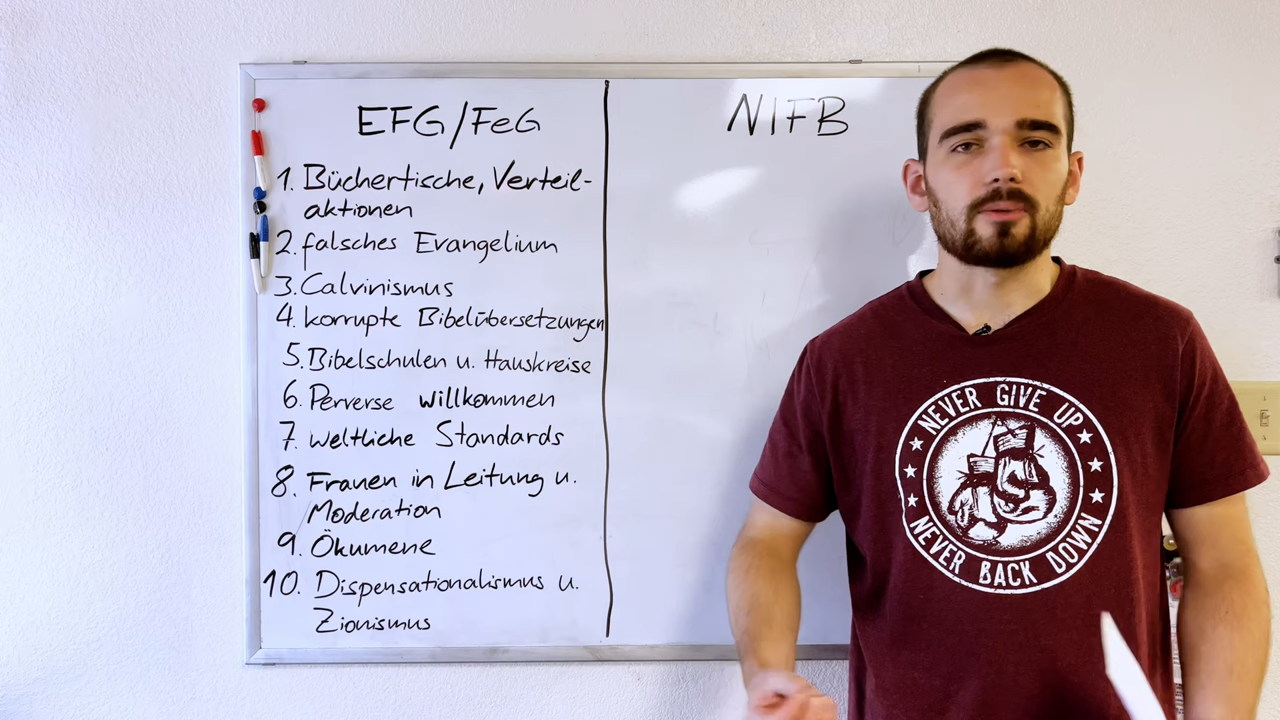 EFG/FeG
1. Büchertische, Verteil-
aktionen
2. falsches Evangelium
3. Calvinismus
4. korrupte Bibelübersetzungen
5. Bibelschulen u. Hauskreise
6. Perverse willkommen
7. weltliche Standards
8. Frauen in Leitung u.
Moderation
9. Ökumene
10. Dispensationalismus u.
Zionismus
NIFB
NEVER GIVE UP
NEVER BACK DOWN